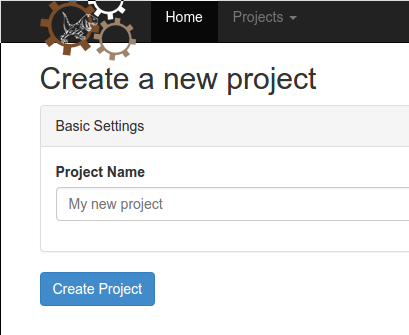 Home Projects
Create a new project
Basic Settings
Project Name
My new project
Create Project